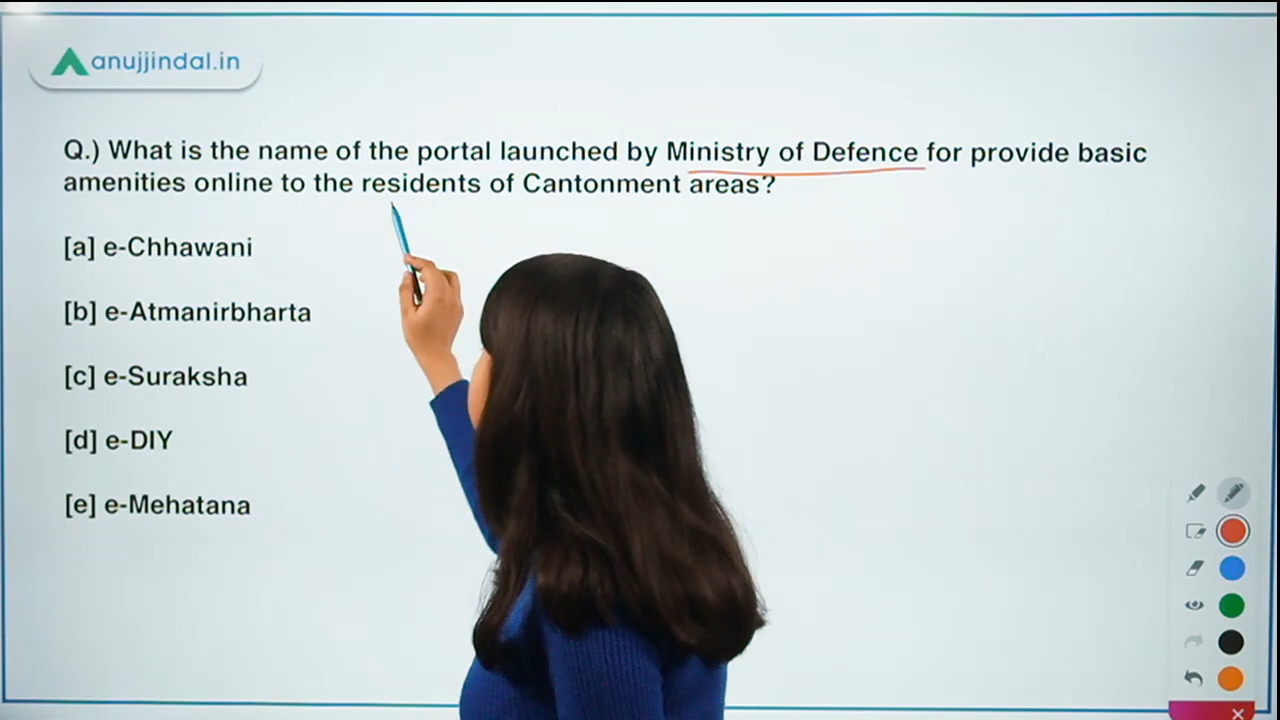 anujjindal.in
Q.) What is the name of the portal launched by Ministry of Defence for provide basic
amenities online to the residents of Cantonment areas?
[a] e-Chhawani
[b] e-Atmanirbharta
[c] e-Suraksha
[d] e-DIY
[e] e-Mehatana